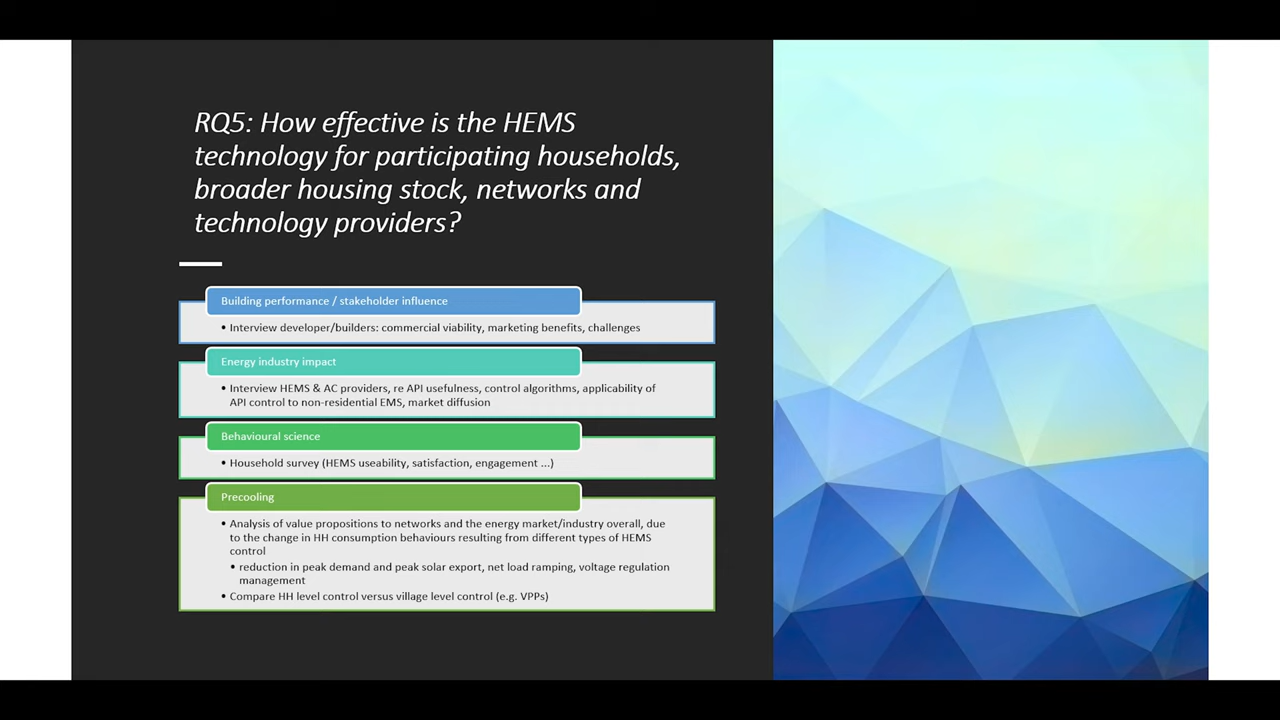 RQ5: How effective is the HEMS
technology for participating households,
broader housing stock, networks and
technology providers?
Building performance / stakeholder influence
• Interview developer/builders: commercial viability, marketing benefits, challenges
Energy industry impact
• Interview HEMS & AC providers, re API usefulness, control algorithms, applicability of
API control to non-residential EMS, market diffusion
Behavioural science
• Household survey (HEMS useability, satisfaction, engagement ...)
Precooling
• Analysis of value propositions to networks and the energy market/industry overall, due
to the change in HH consumption behaviours resulting from different types of HEMS
control
• reduction in peak demand and peak solar export, net load ramping, voltage regulation
management
• Compare HH level control versus village level control (e.g. VPPs)